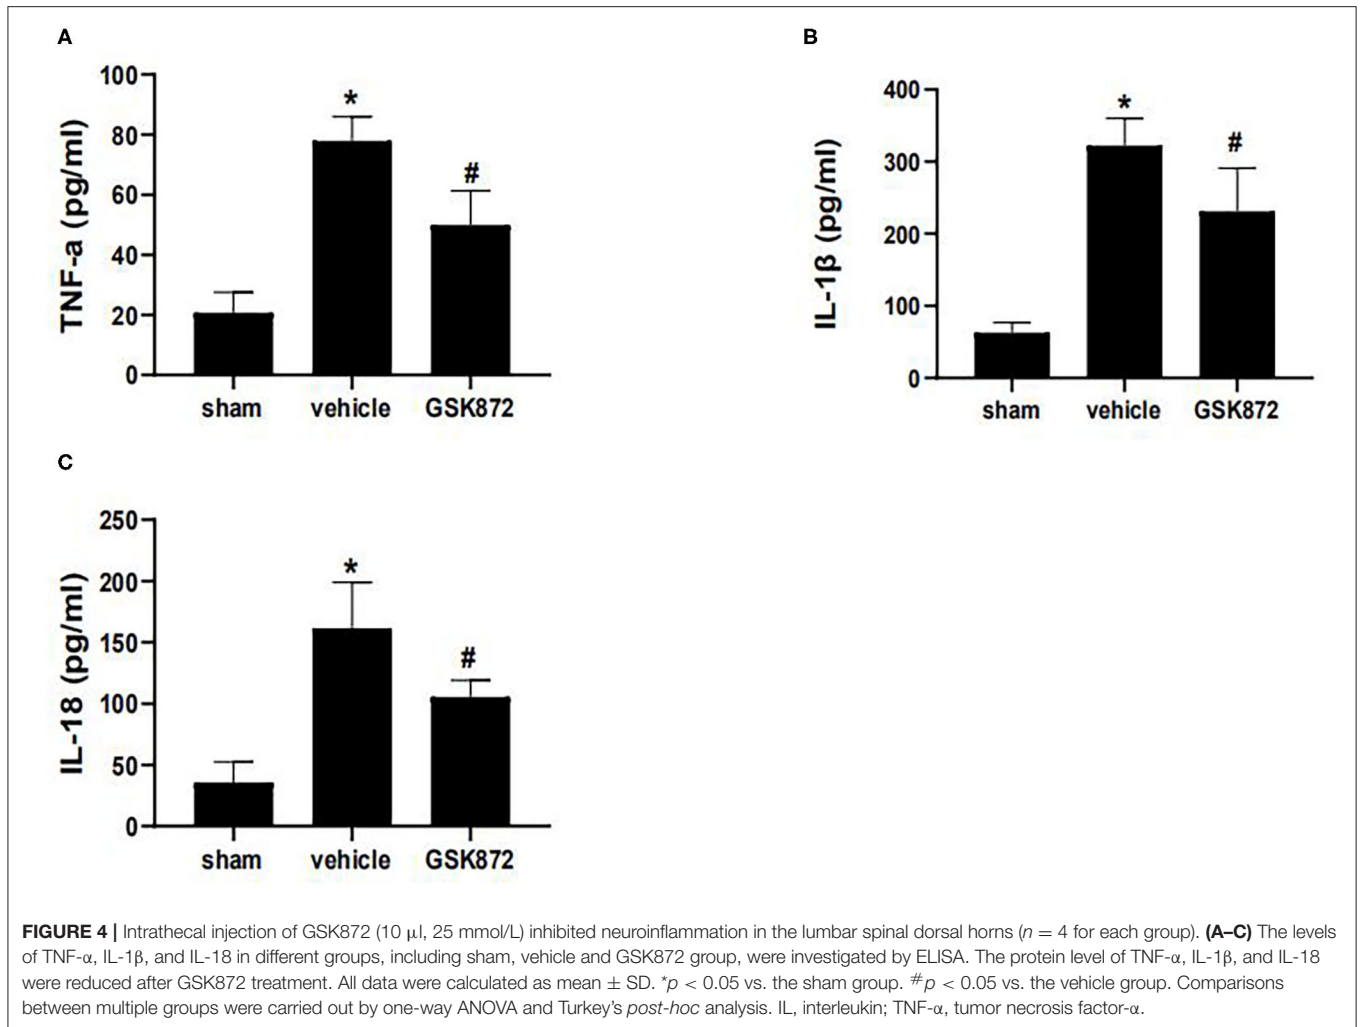 A
TNF-a (pg/ml)
100
80
60
40
20
0
*
#
sham vehicle GSK872
B
IL-1β (pg/ml)
400
300
200
100
0
*
#
sham vehicle GSK872
C
IL-18 (pg/ml)
250
200
150
100
50
0
*
#
sham vehicle GSK872
FIGURE 4 | Intrathecal injection of GSK872 (10 μl, 25 mmol/L) inhibited neuroinflammation in the lumbar spinal dorsal horns (n = 4 for each group). (A–C) The levels
of TNF-α, IL-1β, and IL-18 in different groups, including sham, vehicle and GSK872 group, were investigated by ELISA. The protein level of TNF-α, IL-1β, and IL-18
were reduced after GSK872 treatment. All data were calculated as mean ± SD. *p < 0.05 vs. the sham group. #p < 0.05 vs. the vehicle group. Comparisons
between multiple groups were carried out by one-way ANOVA and Turkey's post-hoc analysis. IL, interleukin; TNF-α, tumor necrosis factor-α.